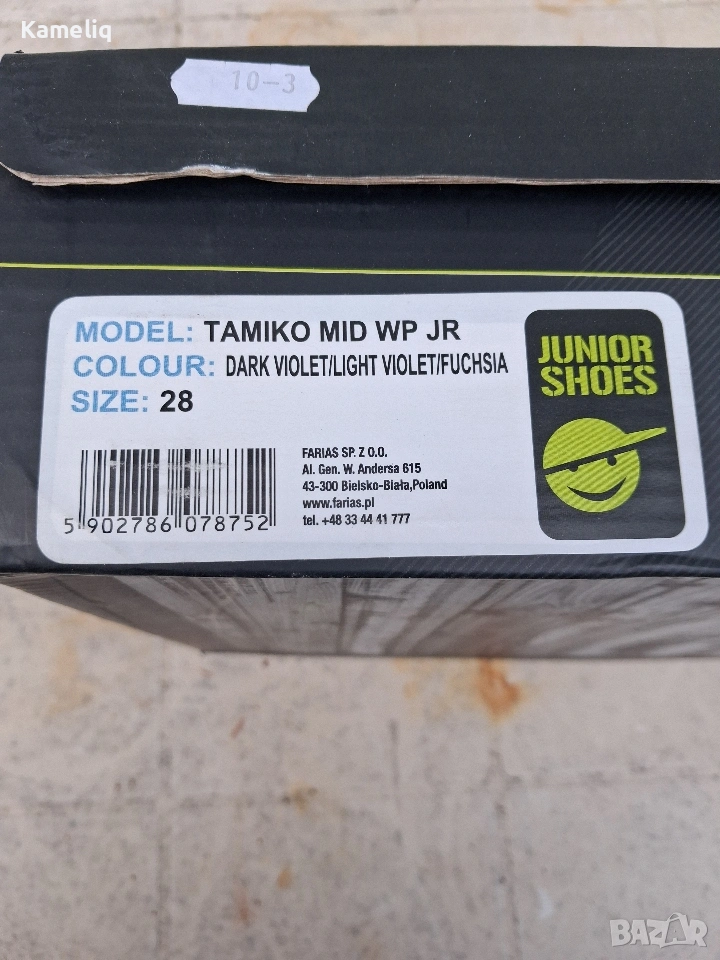 Kameliq
10-3
MODEL: TAMIKO MID WP JR
COLOUR: DARK VIOLET/LIGHT VIOLET/FUCHSIA
SIZE: 28
JUNIOR
SHOES
FARIAS SP. Z O.O.
Al. Gen. W. Andersa 615
43-300 Bielsko-Biała,Poland
www.farias.pl
tel. +48 33 44 41 777
5 902786 078752
BAZAR